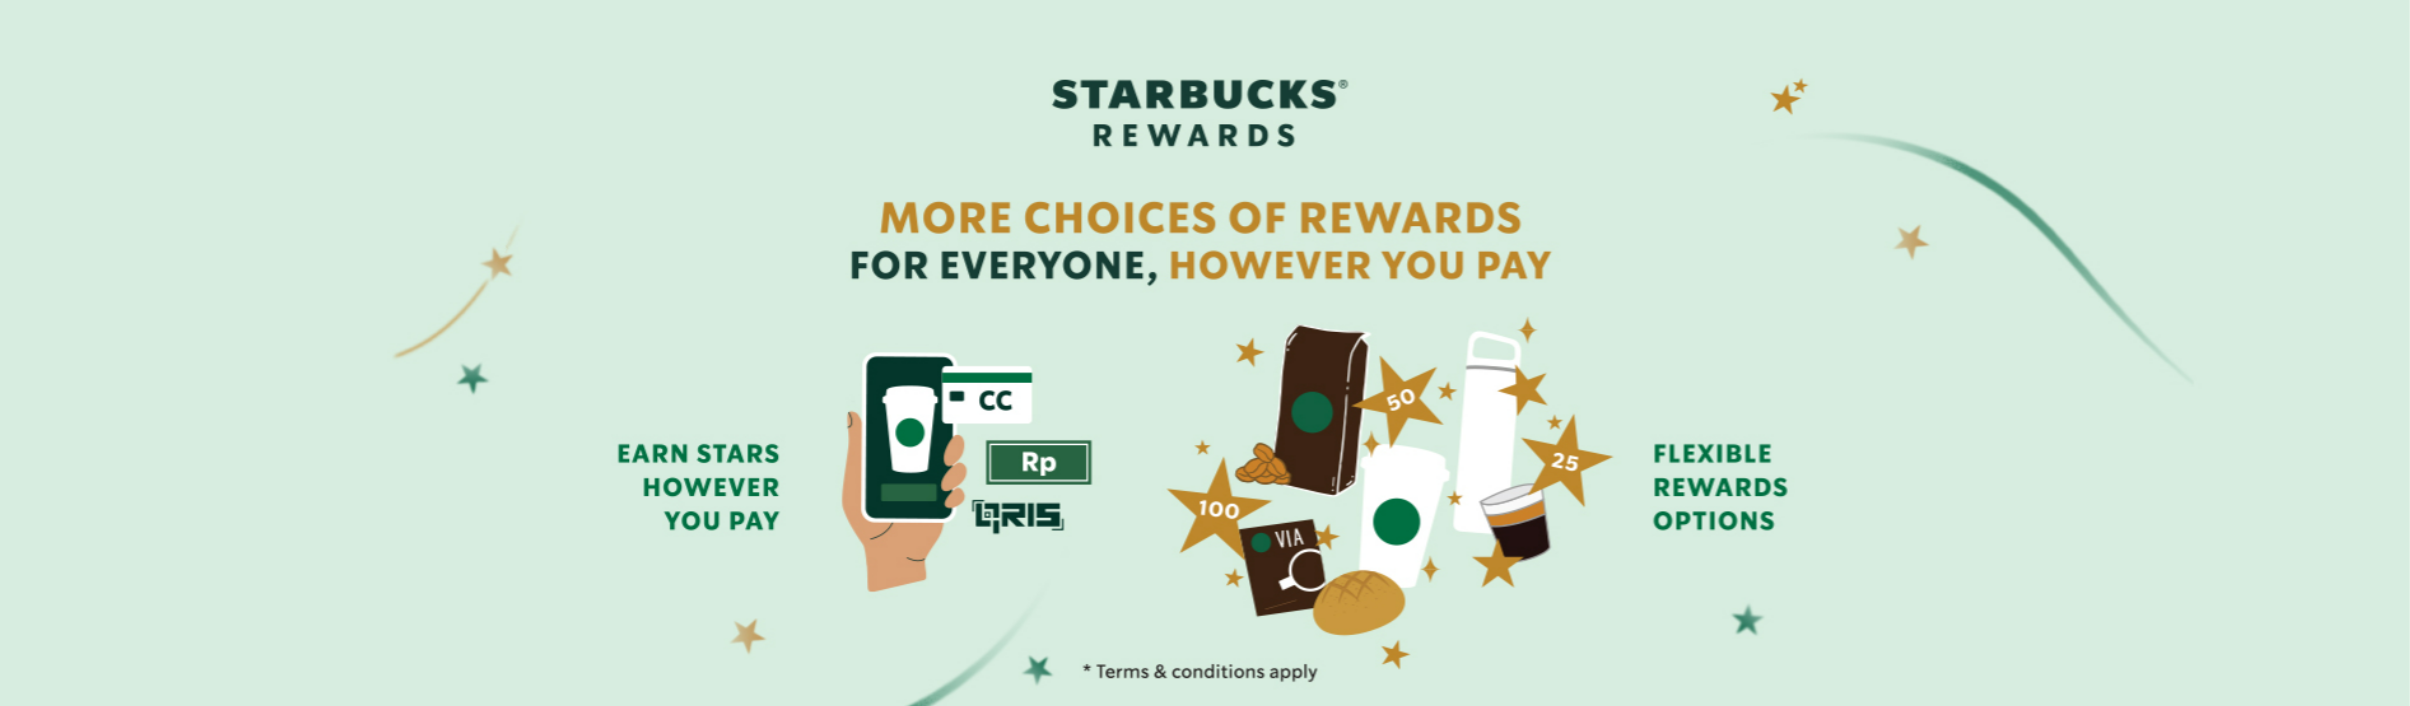 STARBUCKS®
REWARDS
MORE CHOICES OF REWARDS
FOR EVERYONE, HOWEVER YOU PAY
EARN STARS
HOWEVER
YOU PAY
CC
Rp
QRIS
50
25
100
VIA
FLEXIBLE
REWARDS
OPTIONS
* Terms & conditions apply